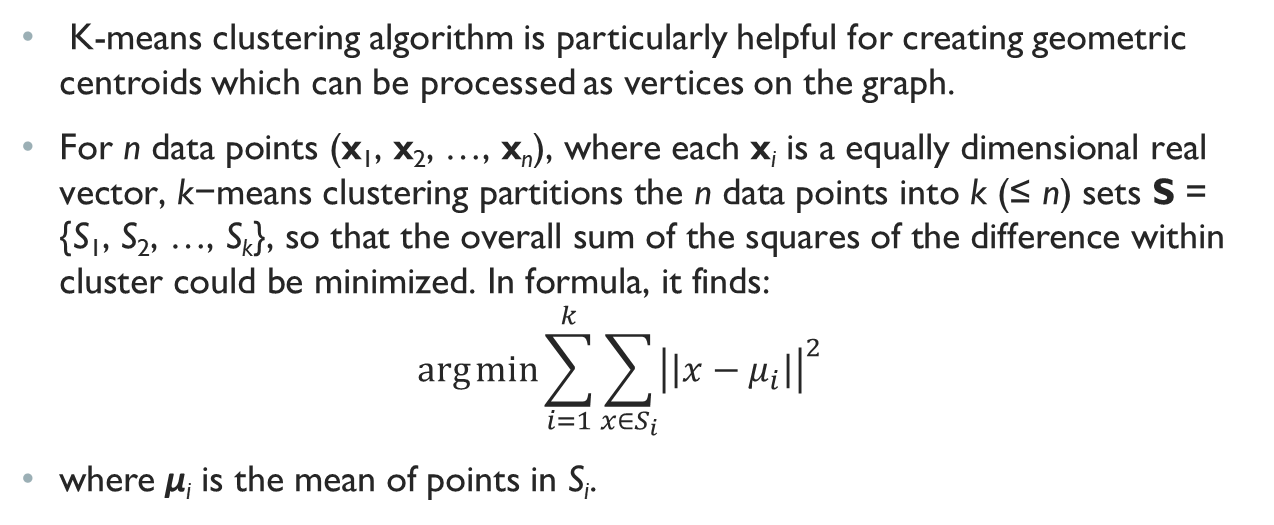 • K-means clustering algorithm is particularly helpful for creating geometric
centroids which can be processed as vertices on the graph.
• For n data points (x₁, x₂, …, xₙ), where each xᵢ is a equally dimensional real
vector, k−means clustering partitions the n data points into k (≤ n) sets S =
{S₁, S₂, …, Sₖ}, so that the overall sum of the squares of the difference within
cluster could be minimized. In formula, it finds:
arg min ∑_{i=1}^{k} ∑_{x∈Sᵢ} ||x − μᵢ||²
• where μᵢ is the mean of points in Sᵢ.